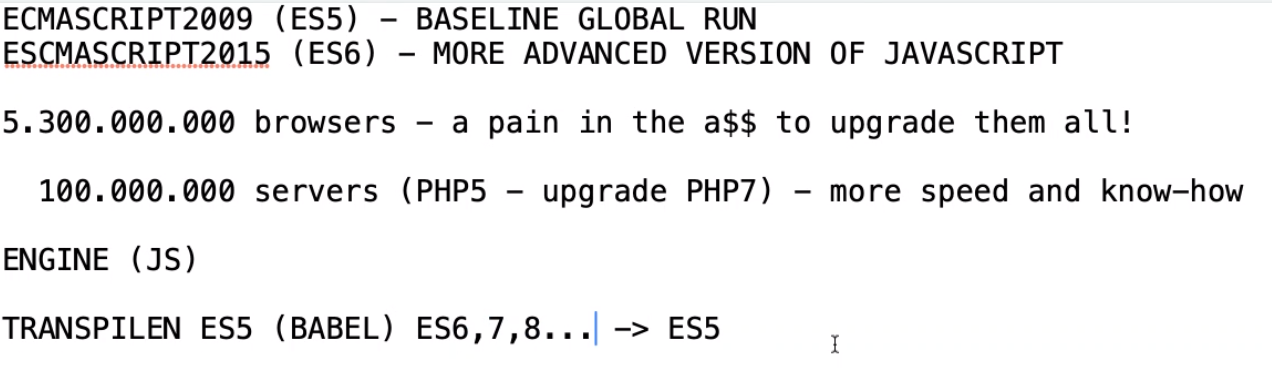 ECMASCRIPT2009 (ES5) – BASELINE GLOBAL RUN
ESCMASCRIPT2015 (ES6) – MORE ADVANCED VERSION OF JAVASCRIPT
5.300.000.000 browsers – a pain in the a$$ to upgrade them all!
100.000.000 servers (PHP5 – upgrade PHP7) – more speed and know–how
ENGINE (JS)
TRANSPILEN ES5 (BABEL) ES6,7,8... –> ES5